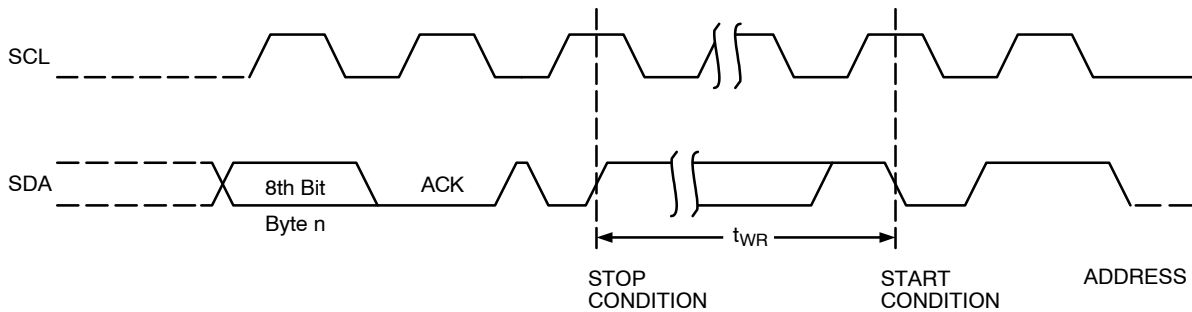 SCL
SDA
8th Bit
ACK
Byte n
tWR
STOP
CONDITION
START
CONDITION
ADDRESS